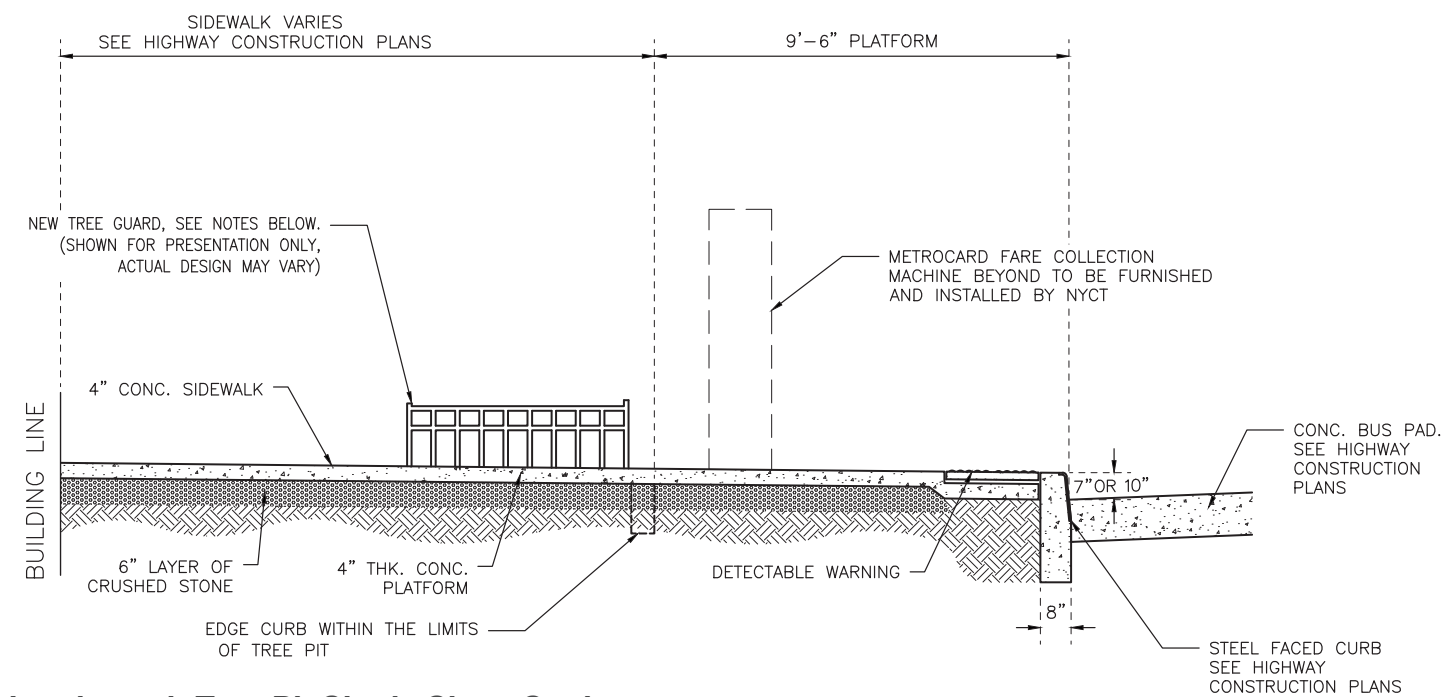 SIDEWALK VARIES
SEE HIGHWAY CONSTRUCTION PLANS
9'-6" PLATFORM
NEW TREE GUARD, SEE NOTES BELOW.
(SHOWN FOR PRESENTATION ONLY,
ACTUAL DESIGN MAY VARY)
METROCARD FARE COLLECTION
MACHINE BEYOND TO BE FURNISHED
AND INSTALLED BY NYCT
4" CONC. SIDEWALK
BUILDING LINE
CONC. BUS PAD.
SEE HIGHWAY
CONSTRUCTION
PLANS
7" OR 10"
6" LAYER OF
CRUSHED STONE
4" THK. CONC.
PLATFORM
DETECTABLE WARNING
EDGE CURB WITHIN THE LIMITS
OF TREE PIT
8"
STEEL FACED CURB
SEE HIGHWAY
CONSTRUCTION PLANS